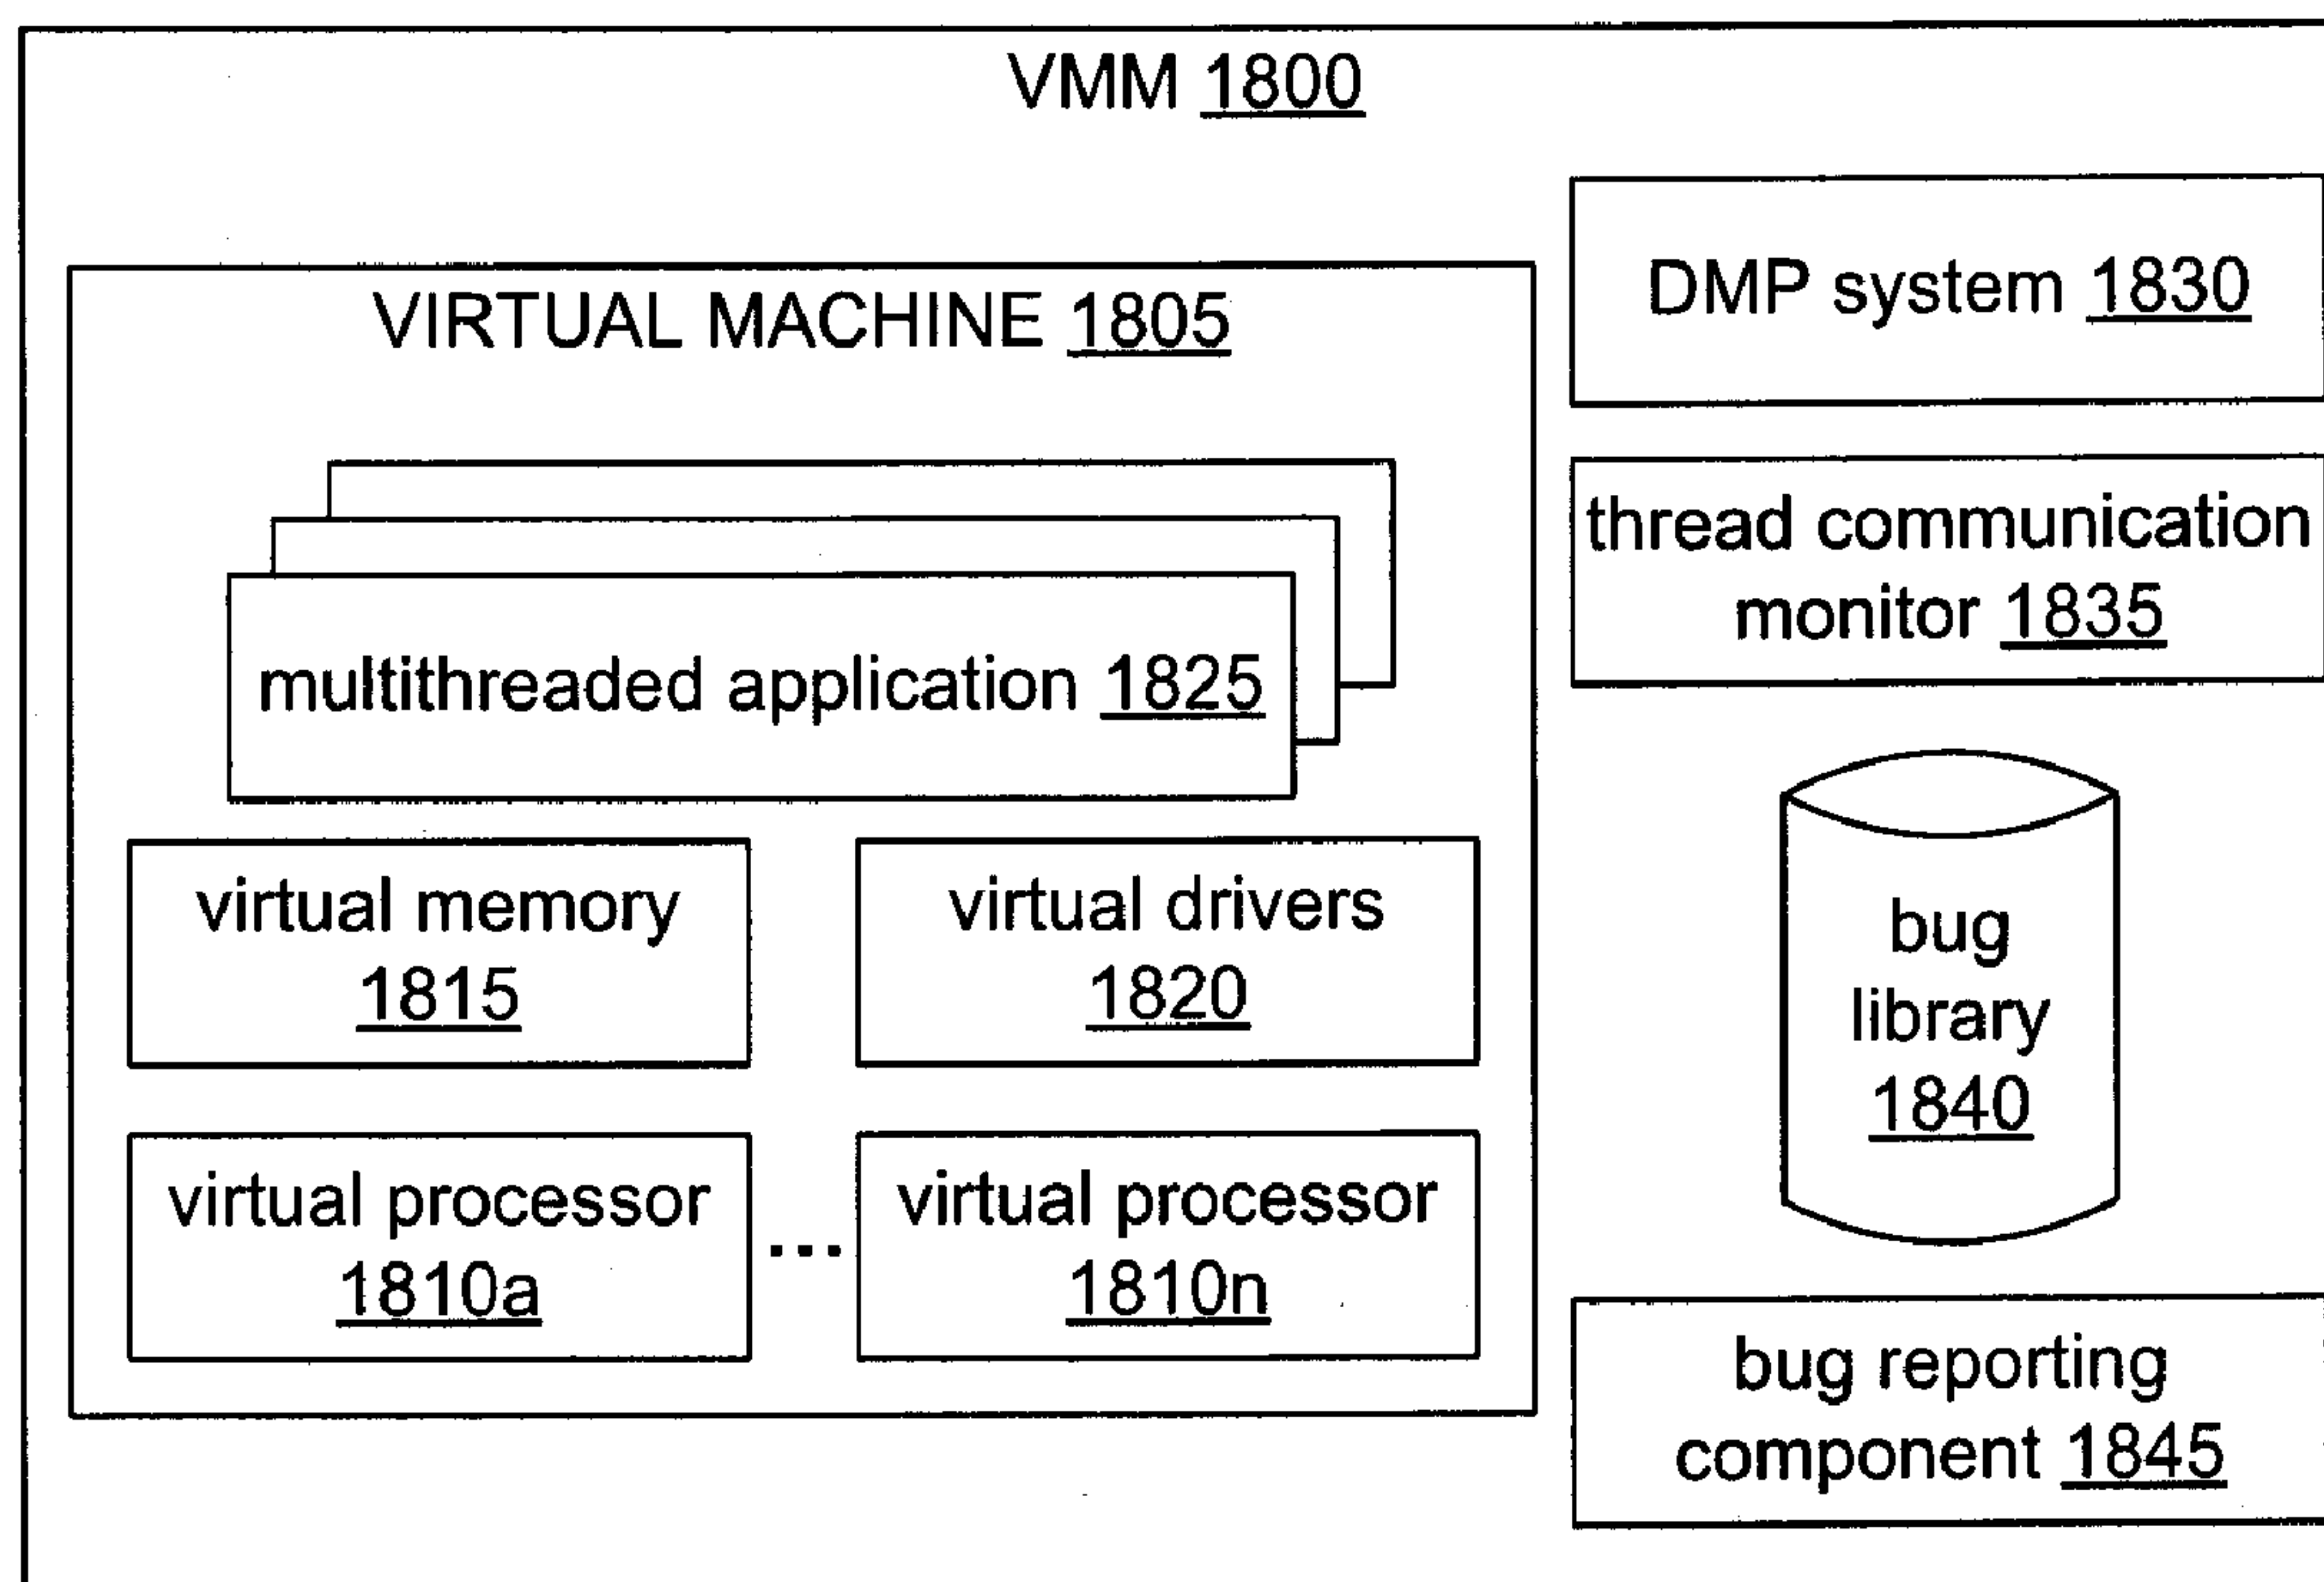 VMM 1800
VIRTUAL MACHINE 1805
multithreaded application 1825
virtual memory
1815
virtual drivers
1820
virtual processor
1810a
...
virtual processor
1810n
DMP system 1830
thread communication
monitor 1835
bug
library
1840
bug reporting
component 1845